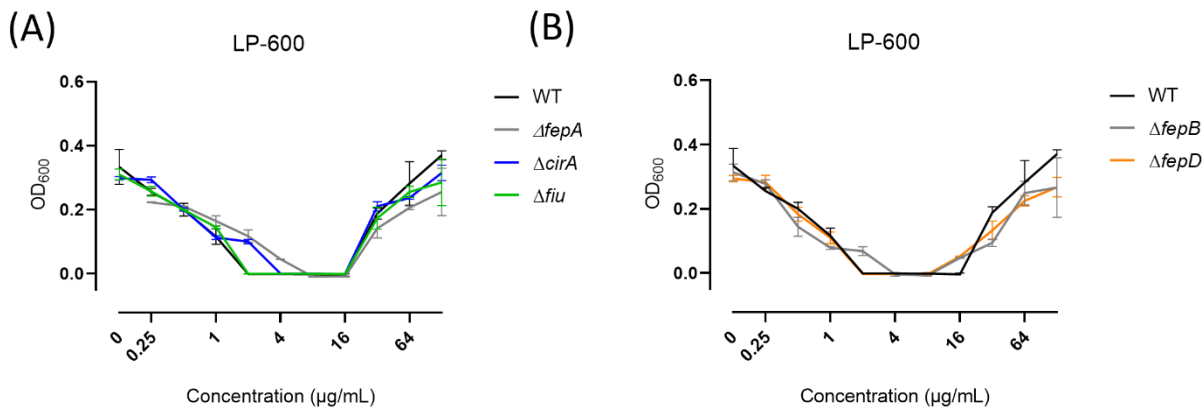 (A)
LP-600
0.6
0.4
0.2
0.0
OD600
0
0.25
1
4
16
64
Concentration (µg/mL)
WT
ΔfepA
ΔcirA
Δfiu
(B)
LP-600
0.6
0.4
0.2
0.0
OD600
0
0.25
1
4
16
64
Concentration (µg/mL)
WT
ΔfepB
ΔfepD